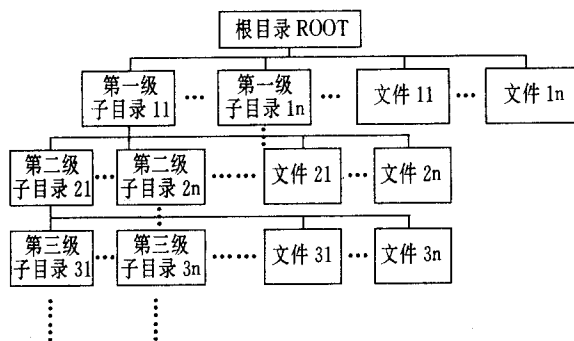 根目录 ROOT
第一级
子目录 11
…
第一级
子目录 1n
…
文件 11
…
文件 1n
第二级
子目录 21
…
第二级
子目录 2n
……
文件 21
…
文件 2n
第三级
子目录 31
…
第三级
子目录 3n
……
文件 31
…
文件 3n